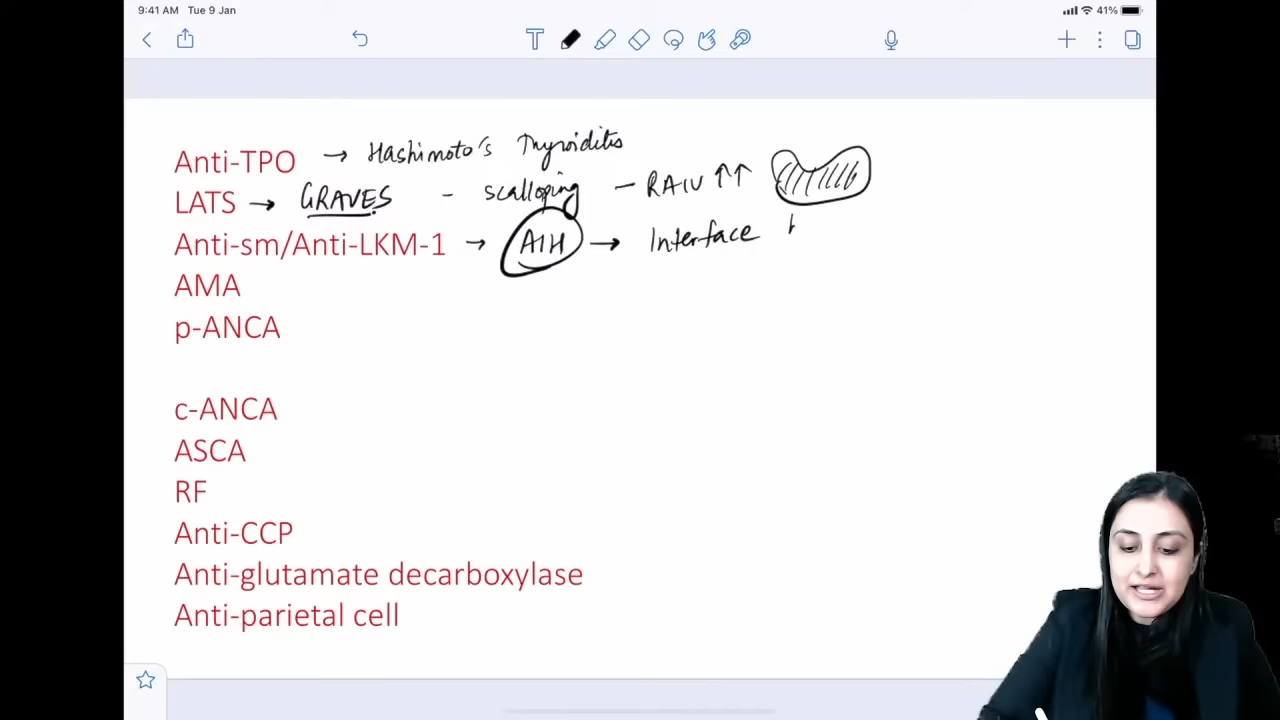 9:41 AM Tue 9 Jan 41%
Anti-TPO → Hashimoto's Thyroiditis
LATS → GRAVES - scalloping - RAIU ↑↑
Anti-sm/Anti-LKM-1 → AIH → Interface
AMA
p-ANCA
c-ANCA
ASCA
RF
Anti-CCP
Anti-glutamate decarboxylase
Anti-parietal cell